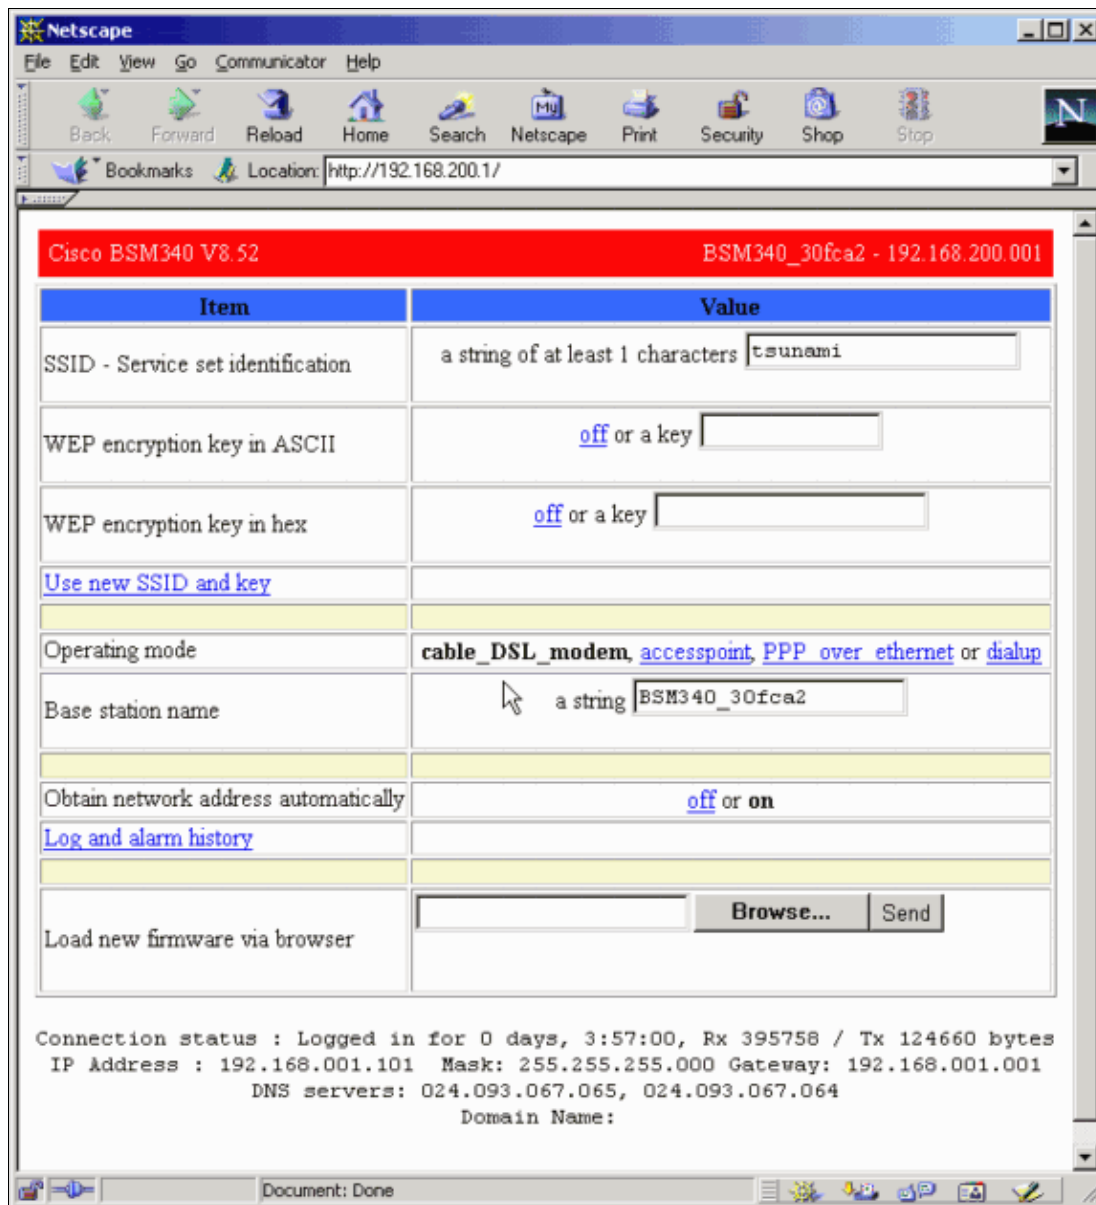 Netscape
File Edit View Go Communicator Help
Back Forward Reload Home Search Netscape Print Security Shop Stop
My
N
Bookmarks Location: http://192.168.200.1/
Cisco BSM340 V8.52 BSM340_30fca2 - 192.168.200.001
Item Value
SSID - Service set identification a string of at least 1 characters tsunami
WEP encryption key in ASCII off or a key
WEP encryption key in hex off or a key
Use new SSID and key
Operating mode cable_DSL_modem, accesspoint, PPP_over_ethernet or dialup
Base station name a string BSM340_30fca2
Obtain network address automatically off or on
Log and alarm history
Load new firmware via browser Browse... Send
Connection status : Logged in for 0 days, 3:57:00, Rx 395758 / Tx 124660 bytes
IP Address : 192.168.001.101 Mask: 255.255.255.000 Gateway: 192.168.001.001
DNS servers: 024.093.067.065, 024.093.067.064
Domain Name:
Document: Done